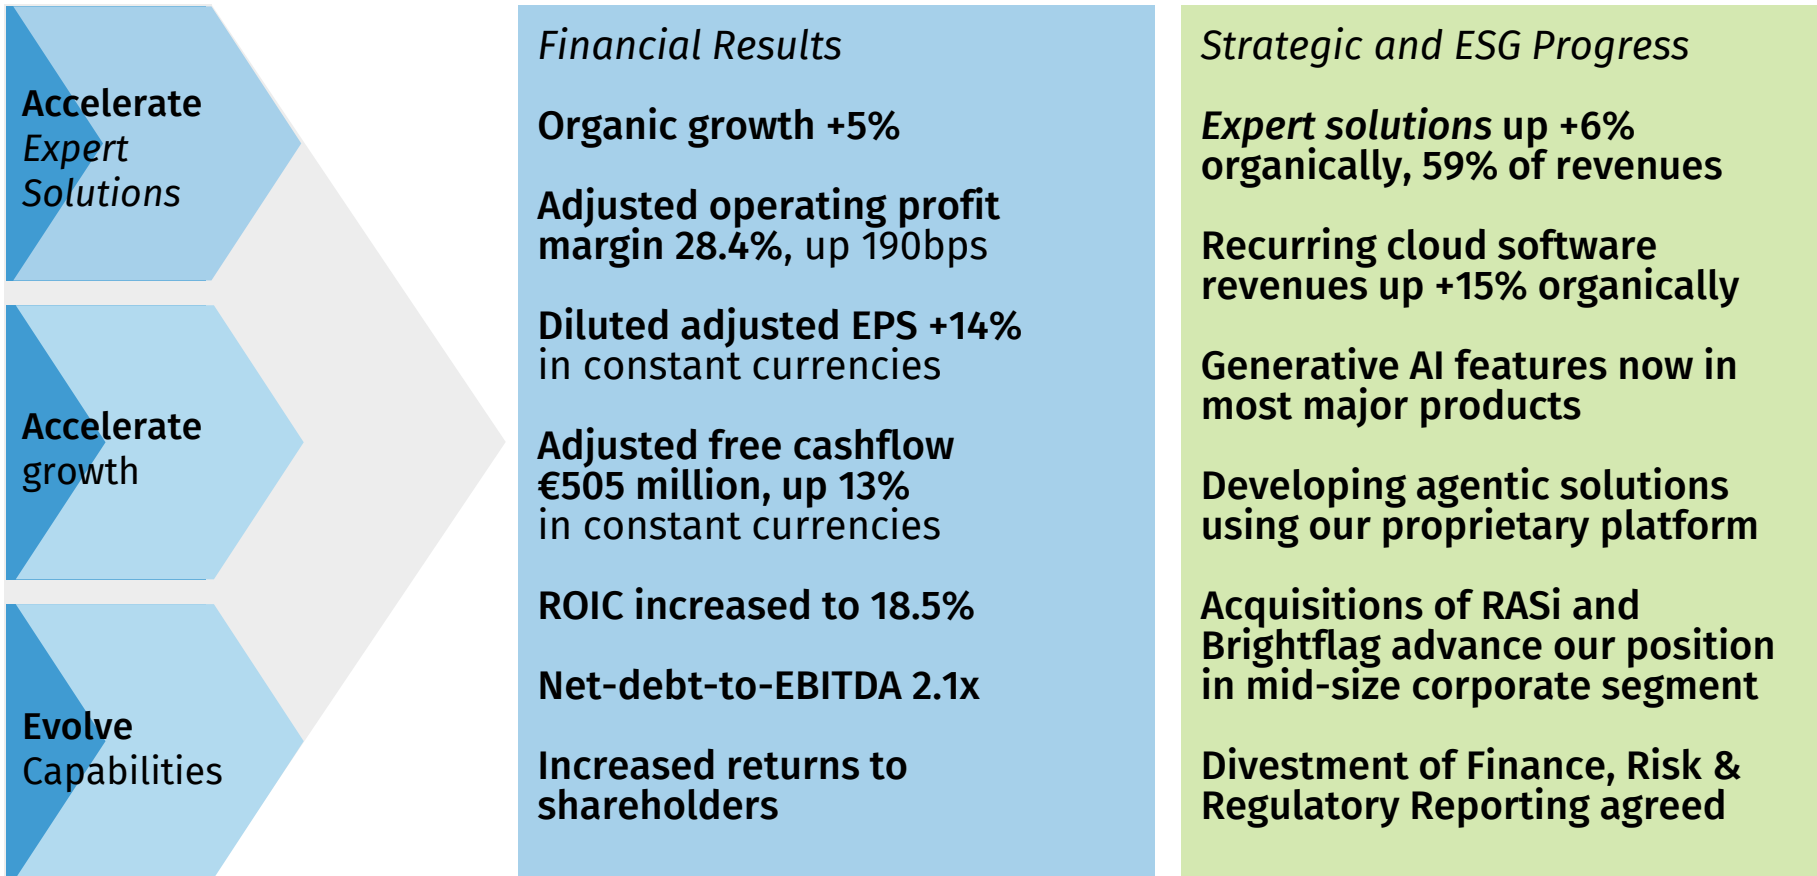 Accelerate
Expert
Solutions
Accelerate
growth
Evolve
Capabilities
Financial Results
Organic growth +5%
Adjusted operating profit
margin 28.4%, up 190bps
Diluted adjusted EPS +14%
in constant currencies
Adjusted free cashflow
€505 million, up 13%
in constant currencies
ROIC increased to 18.5%
Net-debt-to-EBITDA 2.1x
Increased returns to
shareholders
Strategic and ESG Progress
Expert solutions up +6%
organically, 59% of revenues
Recurring cloud software
revenues up +15% organically
Generative AI features now in
most major products
Developing agentic solutions
using our proprietary platform
Acquisitions of RASi and
Brightflag advance our position
in mid-size corporate segment
Divestment of Finance, Risk &
Regulatory Reporting agreed